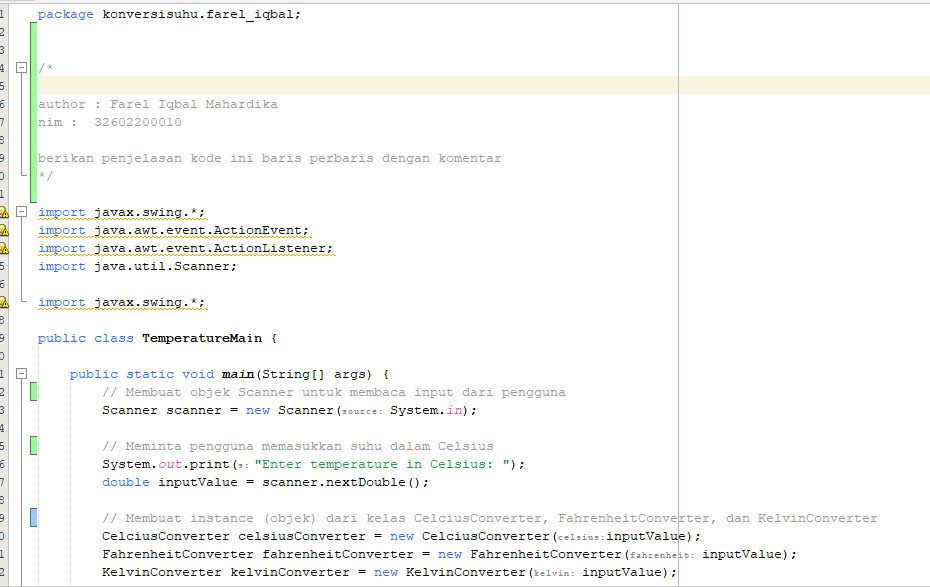 package konversisuhu.farel_iqbal;
/*
author : Farel Iqbal Mahardika
nim :  32602200010
berikan penjelasan kode ini baris perbaris dengan komentar
*/
import javax.swing.*;
import java.awt.event.ActionEvent;
import java.awt.event.ActionListener;
import java.util.Scanner;
import javax.swing.*;
public class TemperatureMain {
public static void main(String[] args) {
// Membuat objek Scanner untuk membaca input dari pengguna
Scanner scanner = new Scanner(source: System.in);
// Meminta pengguna memasukkan suhu dalam Celsius
System.out.print(s: "Enter temperature in Celsius: ");
double inputValue = scanner.nextDouble();
// Membuat instance (objek) dari kelas CelciusConverter, FahrenheitConverter, dan KelvinConverter
CelciusConverter celsiusConverter = new CelciusConverter(celsius: inputValue);
FahrenheitConverter fahrenheitConverter = new FahrenheitConverter(fahrenheit: inputValue);
KelvinConverter kelvinConverter = new KelvinConverter(kelvin: inputValue);